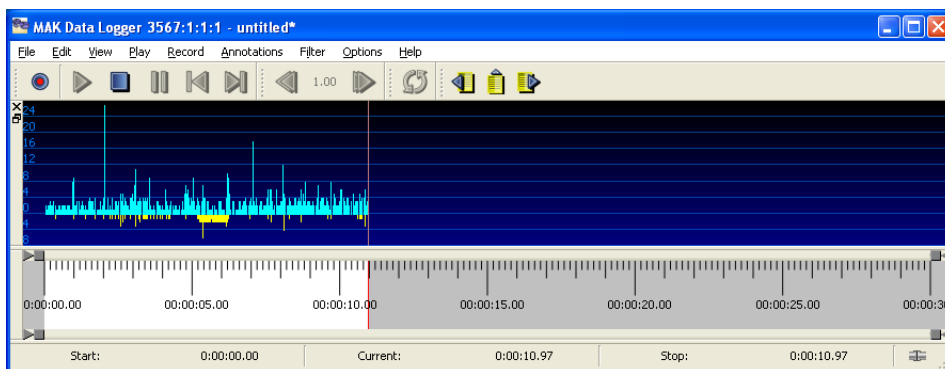 MAK Data Logger 3567:1:1:1 - untitled*
File Edit View Play Record Annotations Filter Options Help
1.00
24
20
16
12
8
4
0
4
8
0:00:00.00 00:00:05.00 00:00:10.00 00:00:15.00 00:00:20.00 00:00:25.00 00:00:3
Start: 0:00:00.00 Current: 0:00:10.97 Stop: 0:00:10.97